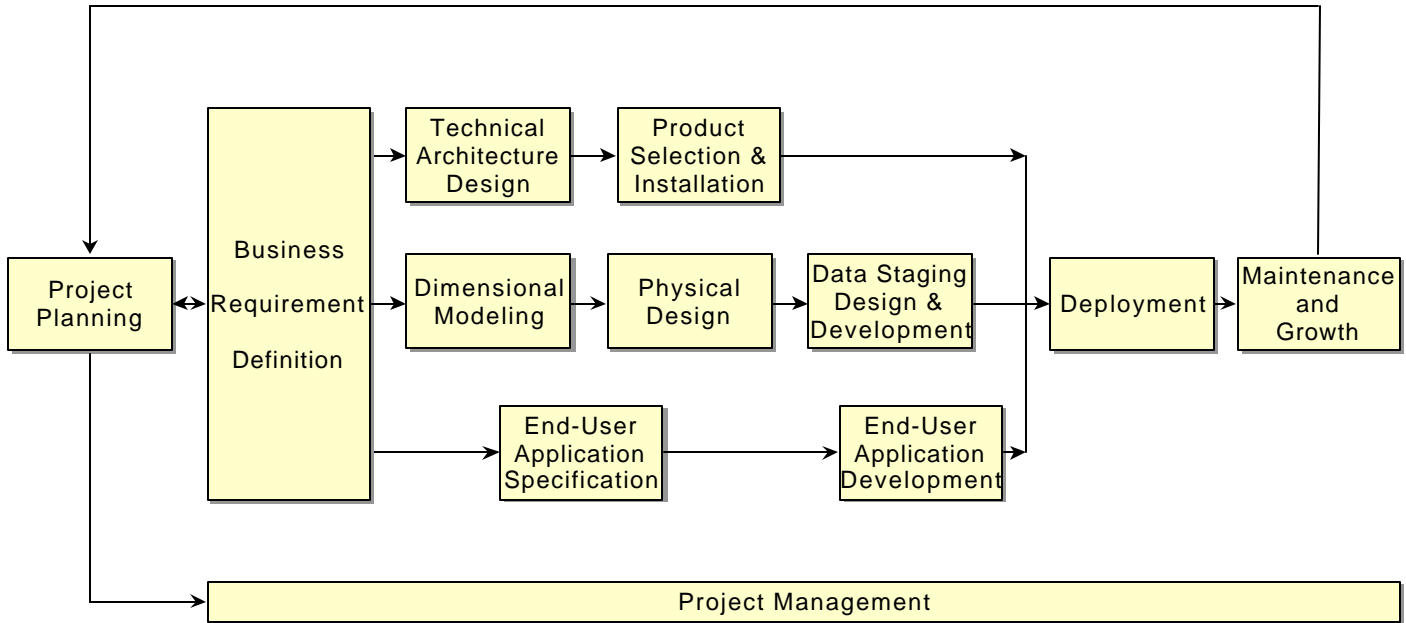 Project
Planning
Business
Requirement
Definition
Technical
Architecture
Design
Product
Selection &
Installation
Dimensional
Modeling
Physical
Design
Data Staging
Design &
Development
End-User
Application
Specification
End-User
Application
Development
Deployment
Maintenance
and
Growth
Project Management